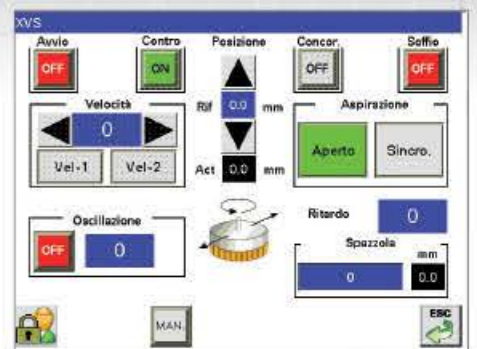 XVS
Avvio Contro Posizione Concor. Soffio
OFF ON OFF OFF
Velocità Rif 0.0 mm Aspirazione
0
Aperto Sincro.
Vel-1 Vel-2 Act 0.0 mm
Oscillazione Ritardo 0
OFF 0 Spazzola
mm
0 0.0
MAN. ESC